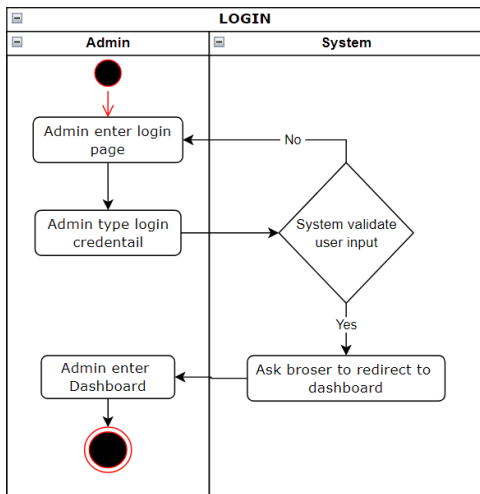 LOGIN
Admin
System
Admin enter login
page
No
Admin type login
credentail
System validate
user input
Yes
Admin enter
Dashboard
Ask broser to redirect to
dashboard